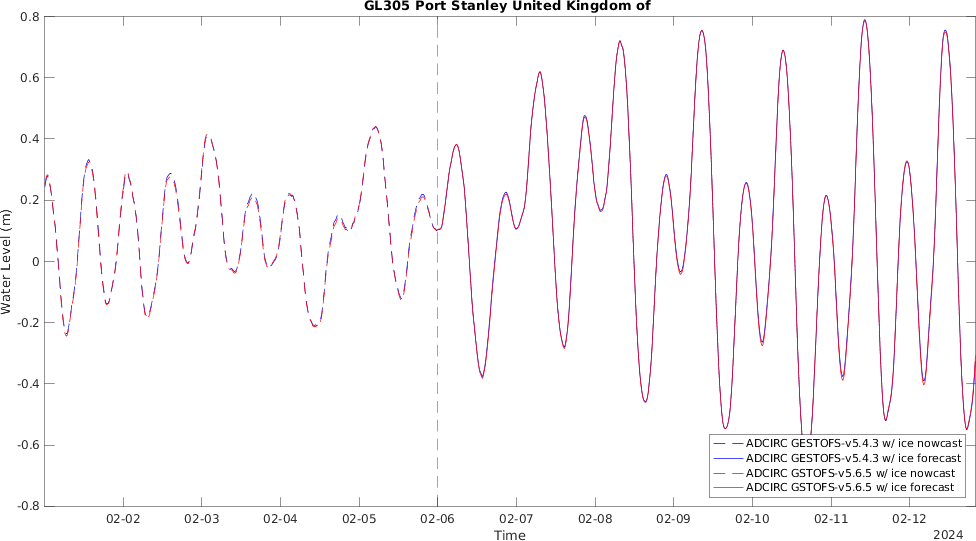 GL305 Port Stanley United Kingdom of
0.8
0.6
0.4
0.2
0
-0.2
-0.4
-0.6
-0.8
Water Level (m)
ADCIRC GESTOFS-v5.4.3 w/ ice nowcast
ADCIRC GESTOFS-v5.4.3 w/ ice forecast
ADCIRC GSTOFS-v5.6.5 w/ ice nowcast
ADCIRC GSTOFS-v5.6.5 w/ ice forecast
02-02 02-03 02-04 02-05 02-06 02-07 02-08 02-09 02-10 02-11 02-12
Time
2024